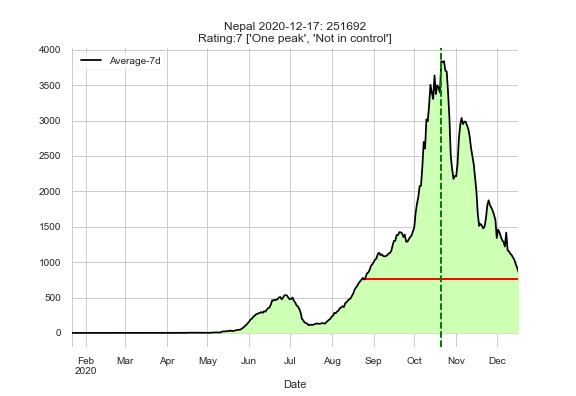 Nepal 2020-12-17: 251692
Rating:7 ['One peak', 'Not in control']
Average-7d
4000
3500
3000
2500
2000
1500
1000
500
0
Feb Mar Apr May Jun Jul Aug Sep Oct Nov Dec
2020
Date